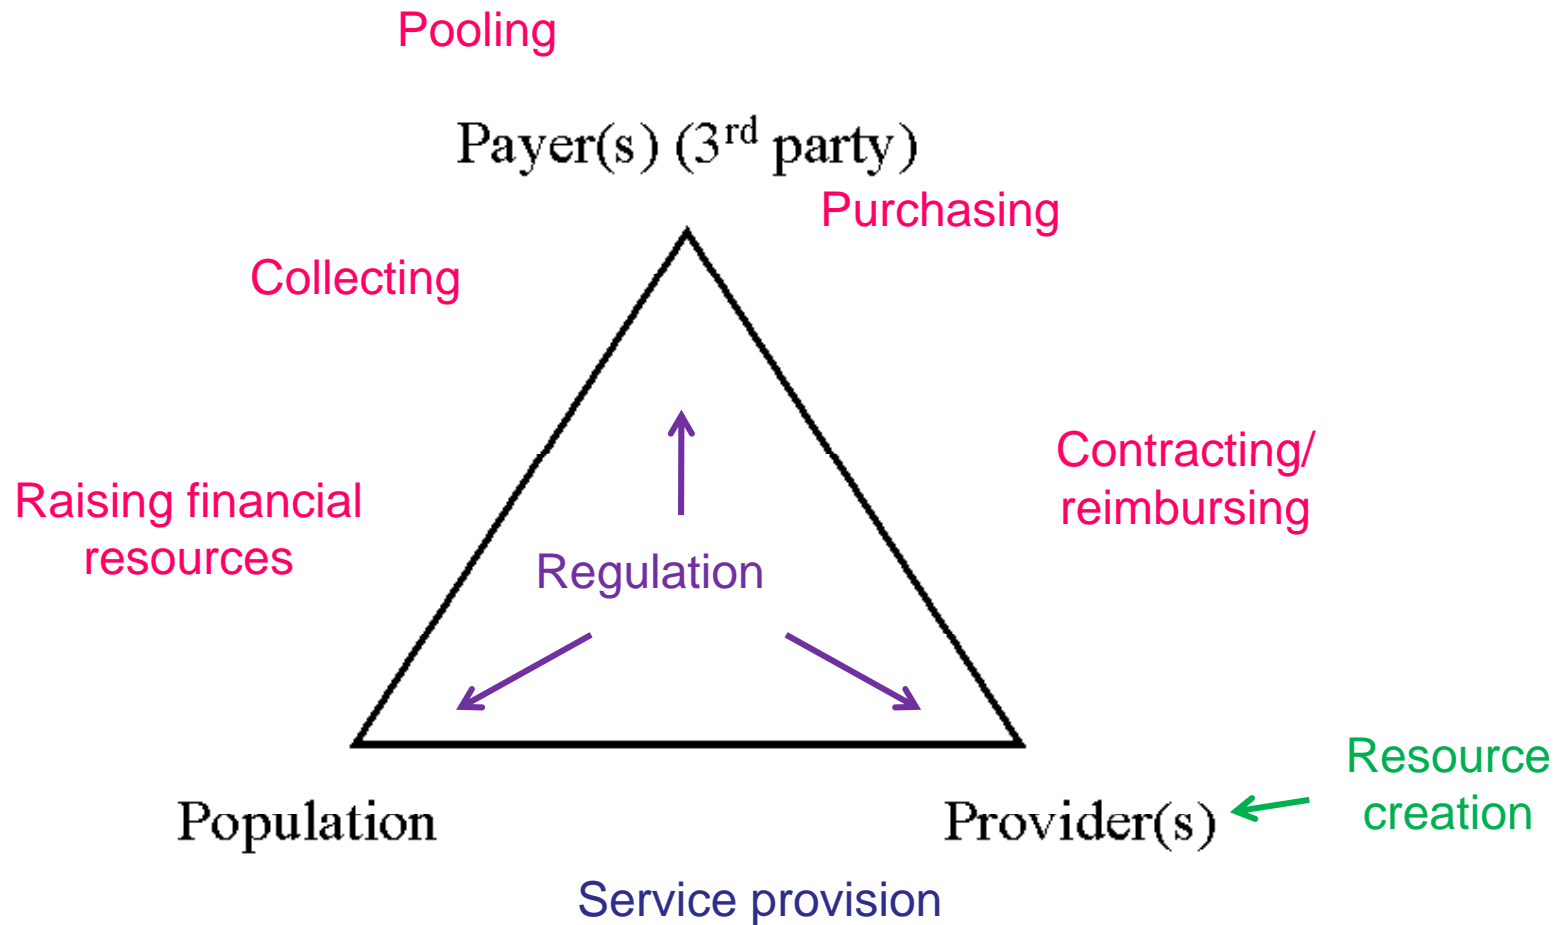 Pooling
Payer(s) (3rd party)
Purchasing
Collecting
Contracting/
reimbursing
Raising financial
resources
Regulation
Resource
creation
Population
Provider(s)
Service provision